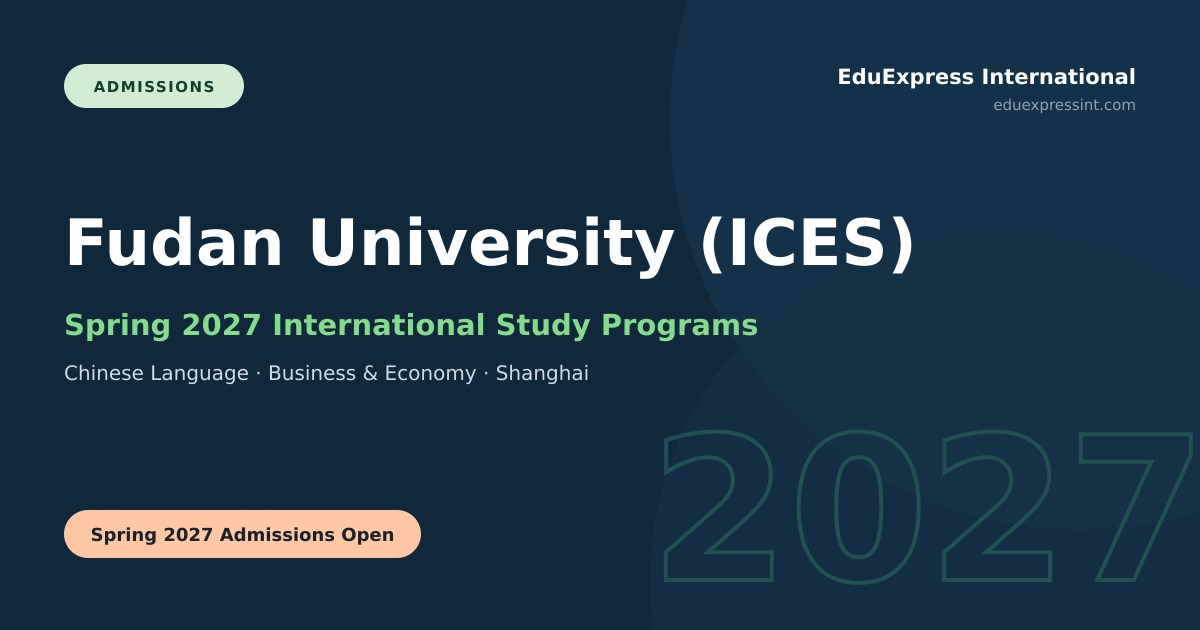 ADMISSIONS
EduExpress International
eduexpressint.com
Fudan University (ICES)
Spring 2027 International Study Programs
Chinese Language · Business & Economy · Shanghai
2027
Spring 2027 Admissions Open